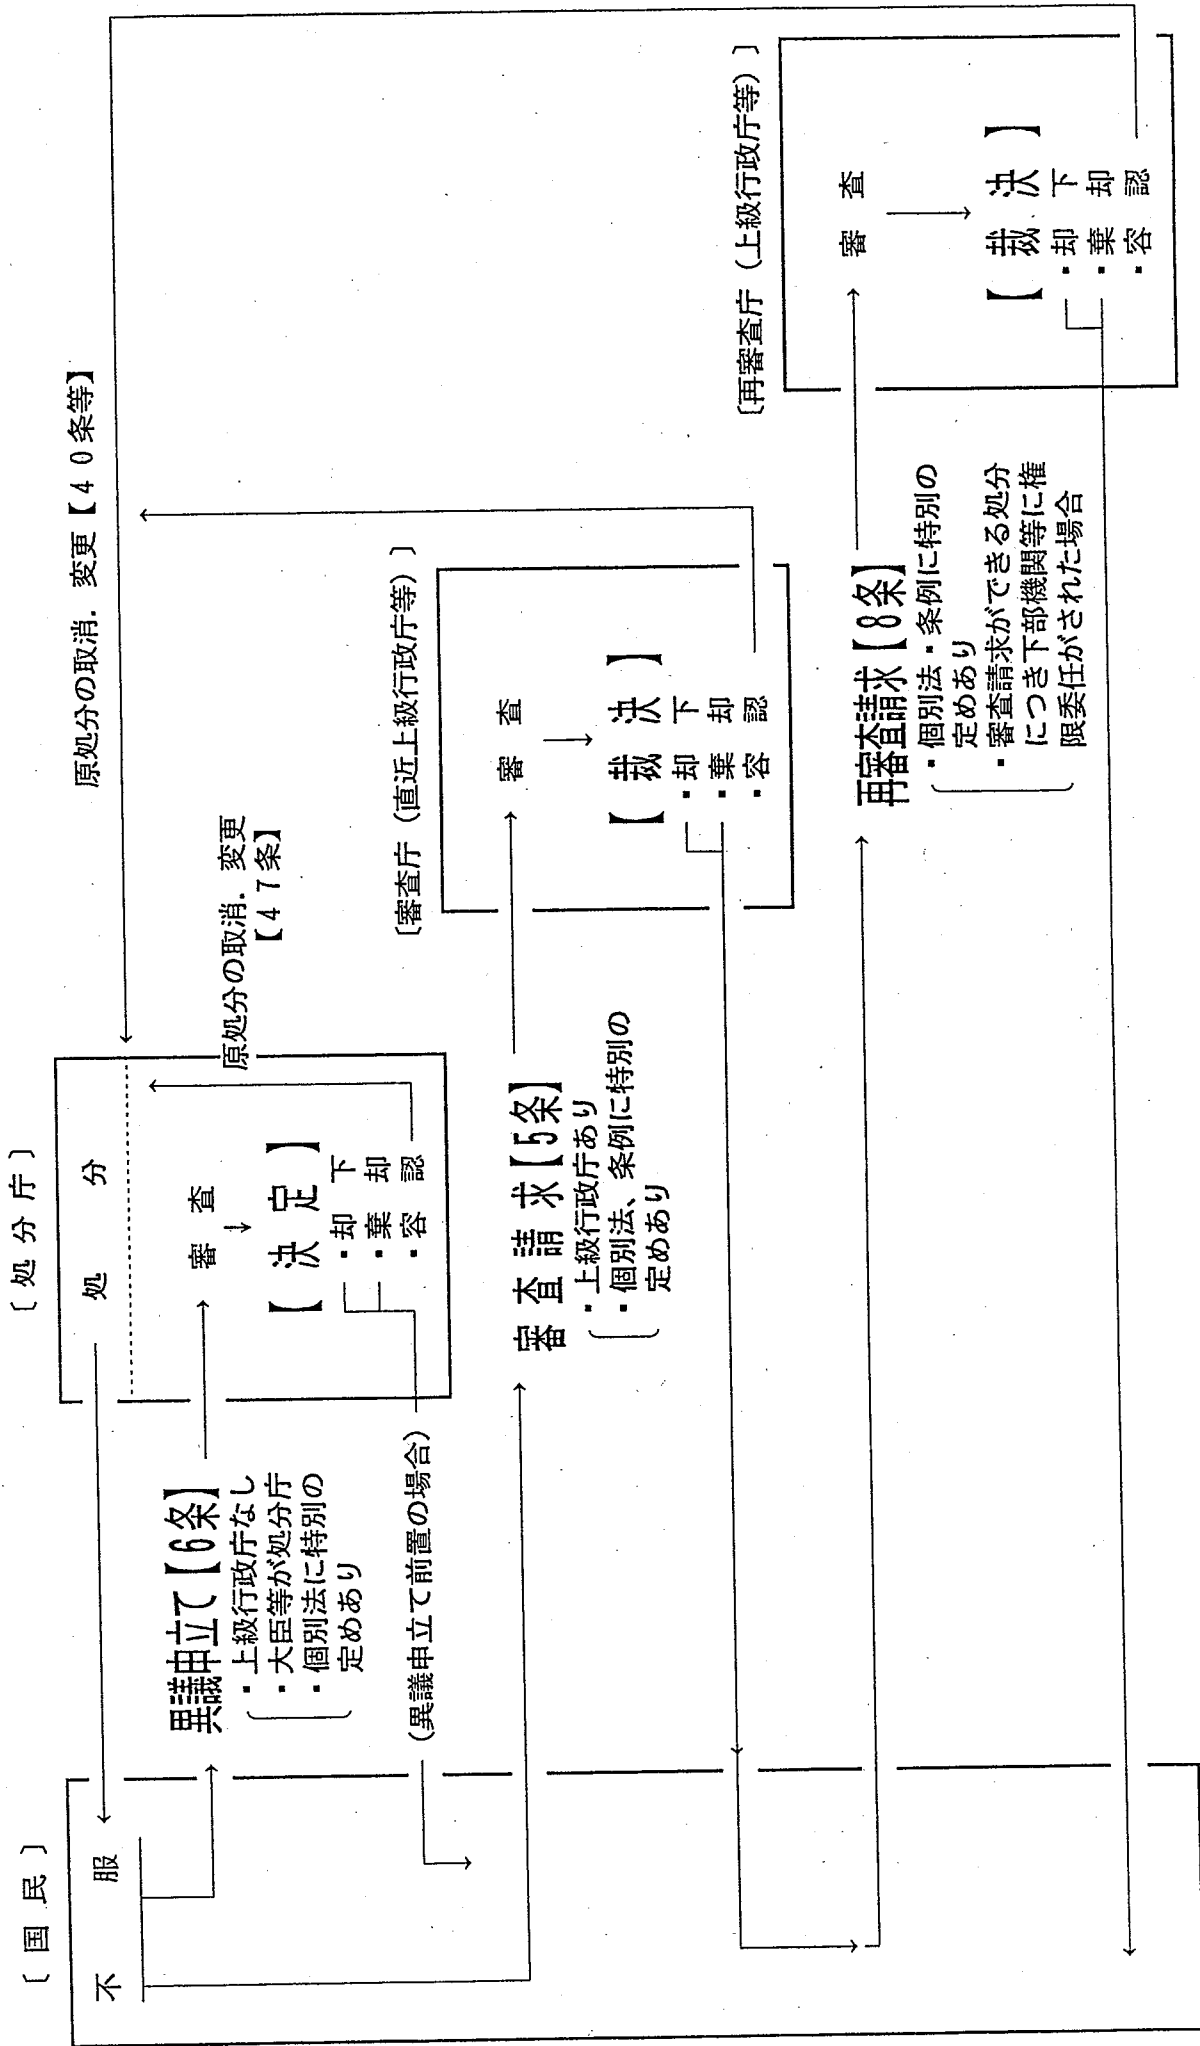 〔国民〕
不服
〔処分庁〕
処分
異議申立て【6条】
・上級行政庁なし
・大臣等が処分庁
・個別法に特別の
定めあり
審査
【決定】
・却下
・棄却
・容認
原処分の取消.変更
【47条】
(異議申立て前置の場合)
原処分の取消.変更【40条等】
審査請求【5条】
・上級行政庁あり
・個別法、条例に特別の
定めあり
〔審査庁(直近上級行政庁等)〕
審査
【裁決】
・却下
・棄却
・容認
再審査請求【8条】
・個別法・条例に特別の
定めあり
・審査請求ができる処分
につき下部機関等に権
限委任がされた場合
〔再審査庁(上級行政庁等)〕
審査
【裁決】
・却下
・棄却
・容認